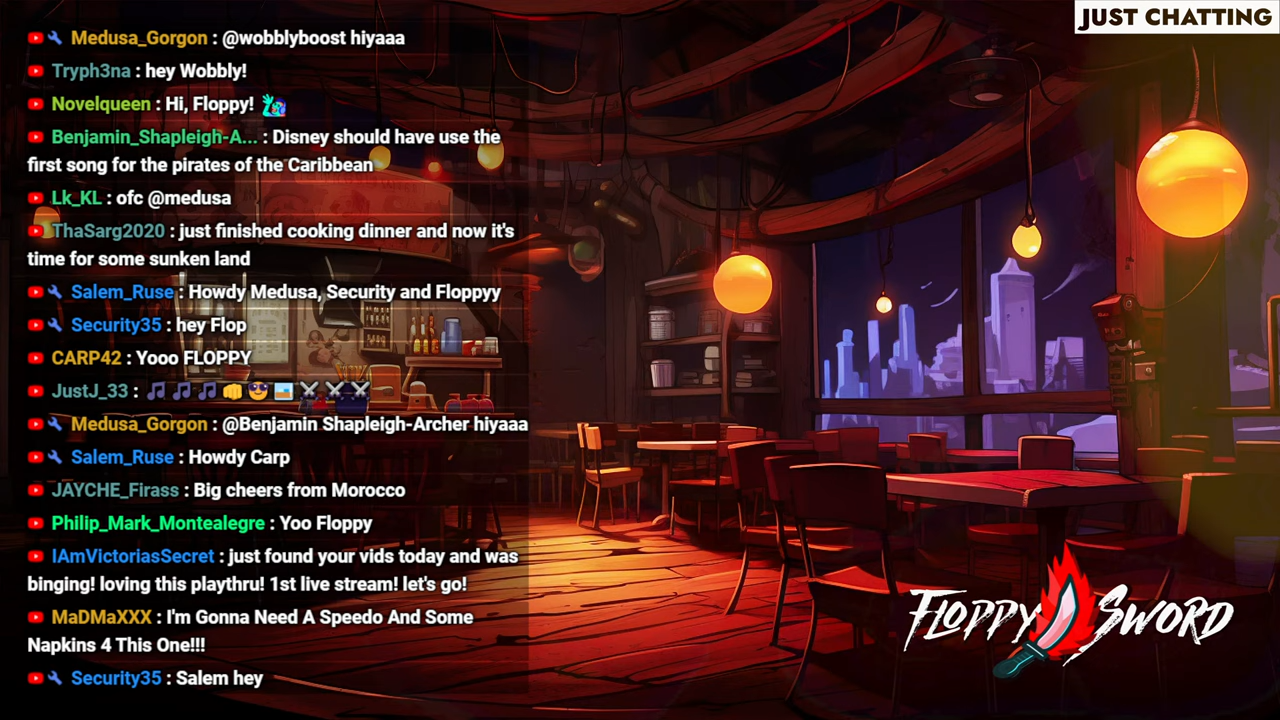 JUST CHATTING
Medusa_Gorgon : @wobblyboost hiyaaa
Tryph3na : hey Wobbly!
Novelqueen : Hi, Floppy!
Benjamin_Shapleigh-A... : Disney should have use the
first song for the pirates of the Caribbean
Lk_KL : ofc @medusa
ThaSarg2020 : just finished cooking dinner and now it's
time for some sunken land
Salem_Ruse : Howdy Medusa, Security and Floppyy
Security35 : hey Flop
CARP42 : Yooo FLOPPY
JustJ_33 : 🎵🎵🎵👊😎🖼️⚔⚔⚔
Medusa_Gorgon : @Benjamin Shapleigh-Archer hiyaaa
Salem_Ruse : Howdy Carp
JAYCHE_Firass : Big cheers from Morocco
Philip_Mark_Montealegre : Yoo Floppy
IAmVictoriasSecret : just found your vids today and was
binging! loving this playthru! 1st live stream! let's go!
MaDMaXXX : I'm Gonna Need A Speedo And Some
Napkins 4 This One!!!
Security35 : Salem hey
FLOPPY SWORD